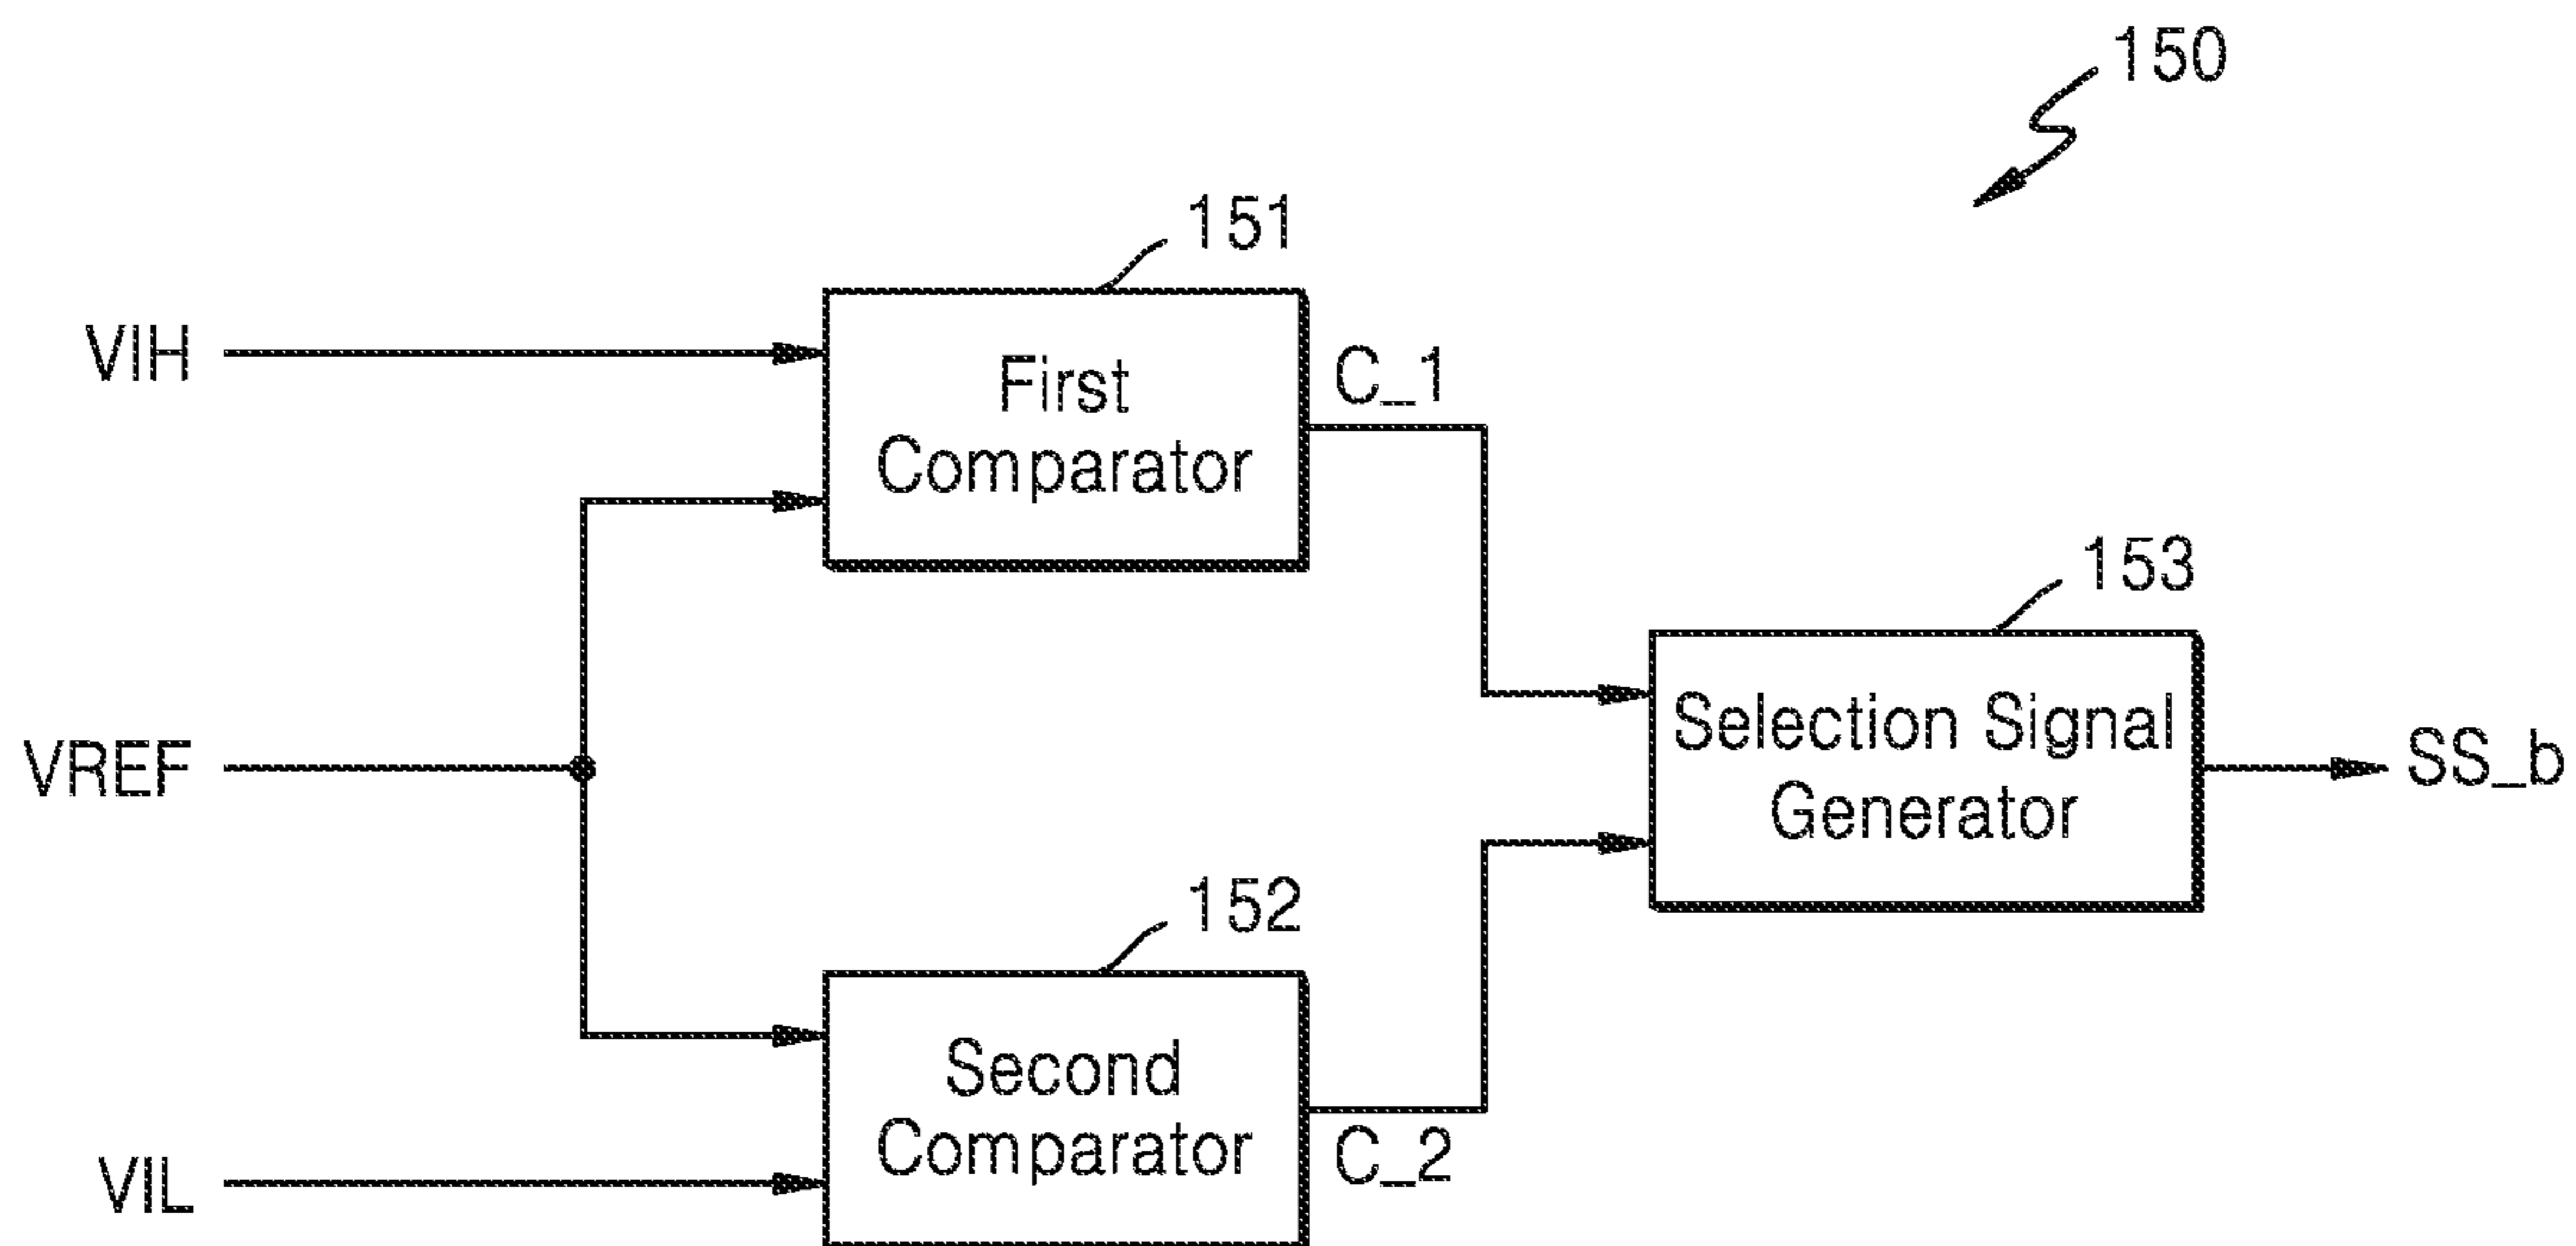 150
151
VIH
First
Comparator
C_1
VREF
153
Selection Signal
Generator
SS_b
152
Second
Comparator
C_2
VIL